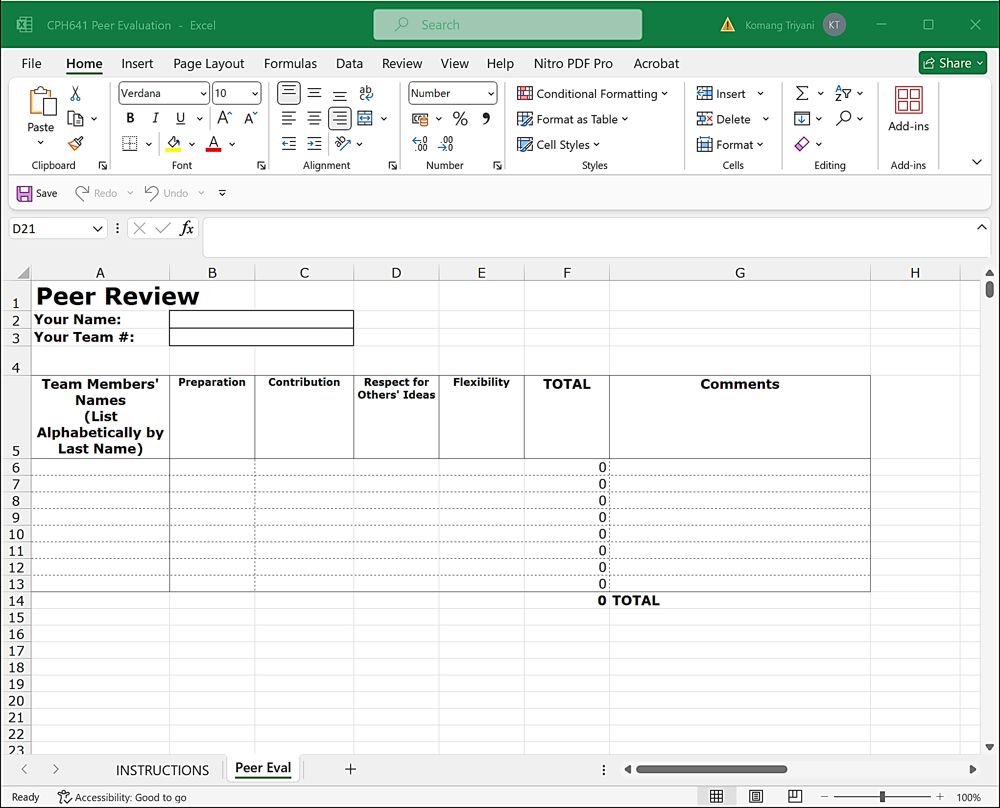 CPH641 Peer Evaluation - Excel
Search
Komang Triyani
KT
File Home Insert Page Layout Formulas Data Review View Help Nitro PDF Pro Acrobat
Share
Paste
Clipboard
Verdana
10
B I U A A
A
Font
ab
c
ab
Alignment
Number
% 9
.0
.00
.00
.0
Number
Conditional Formatting
Format as Table
Cell Styles
Styles
Insert
Delete
Format
Cells
Σ
A
Z
Editing
Add-ins
Add-ins
Save Redo Undo
D21
fx
A B C D E F G H
1 Peer Review
2 Your Name:
3 Your Team #:
4
5
Team Members'
Names
(List
Alphabetically by
Last Name)
Preparation
Contribution
Respect for
Others' Ideas
Flexibility
TOTAL
Comments
6 0
7 0
8 0
9 0
10 0
11 0
12 0
13 0
14 0 TOTAL
15
16
17
18
19
20
21
22
23
INSTRUCTIONS Peer Eval +
Ready Accessibility: Good to go 100%